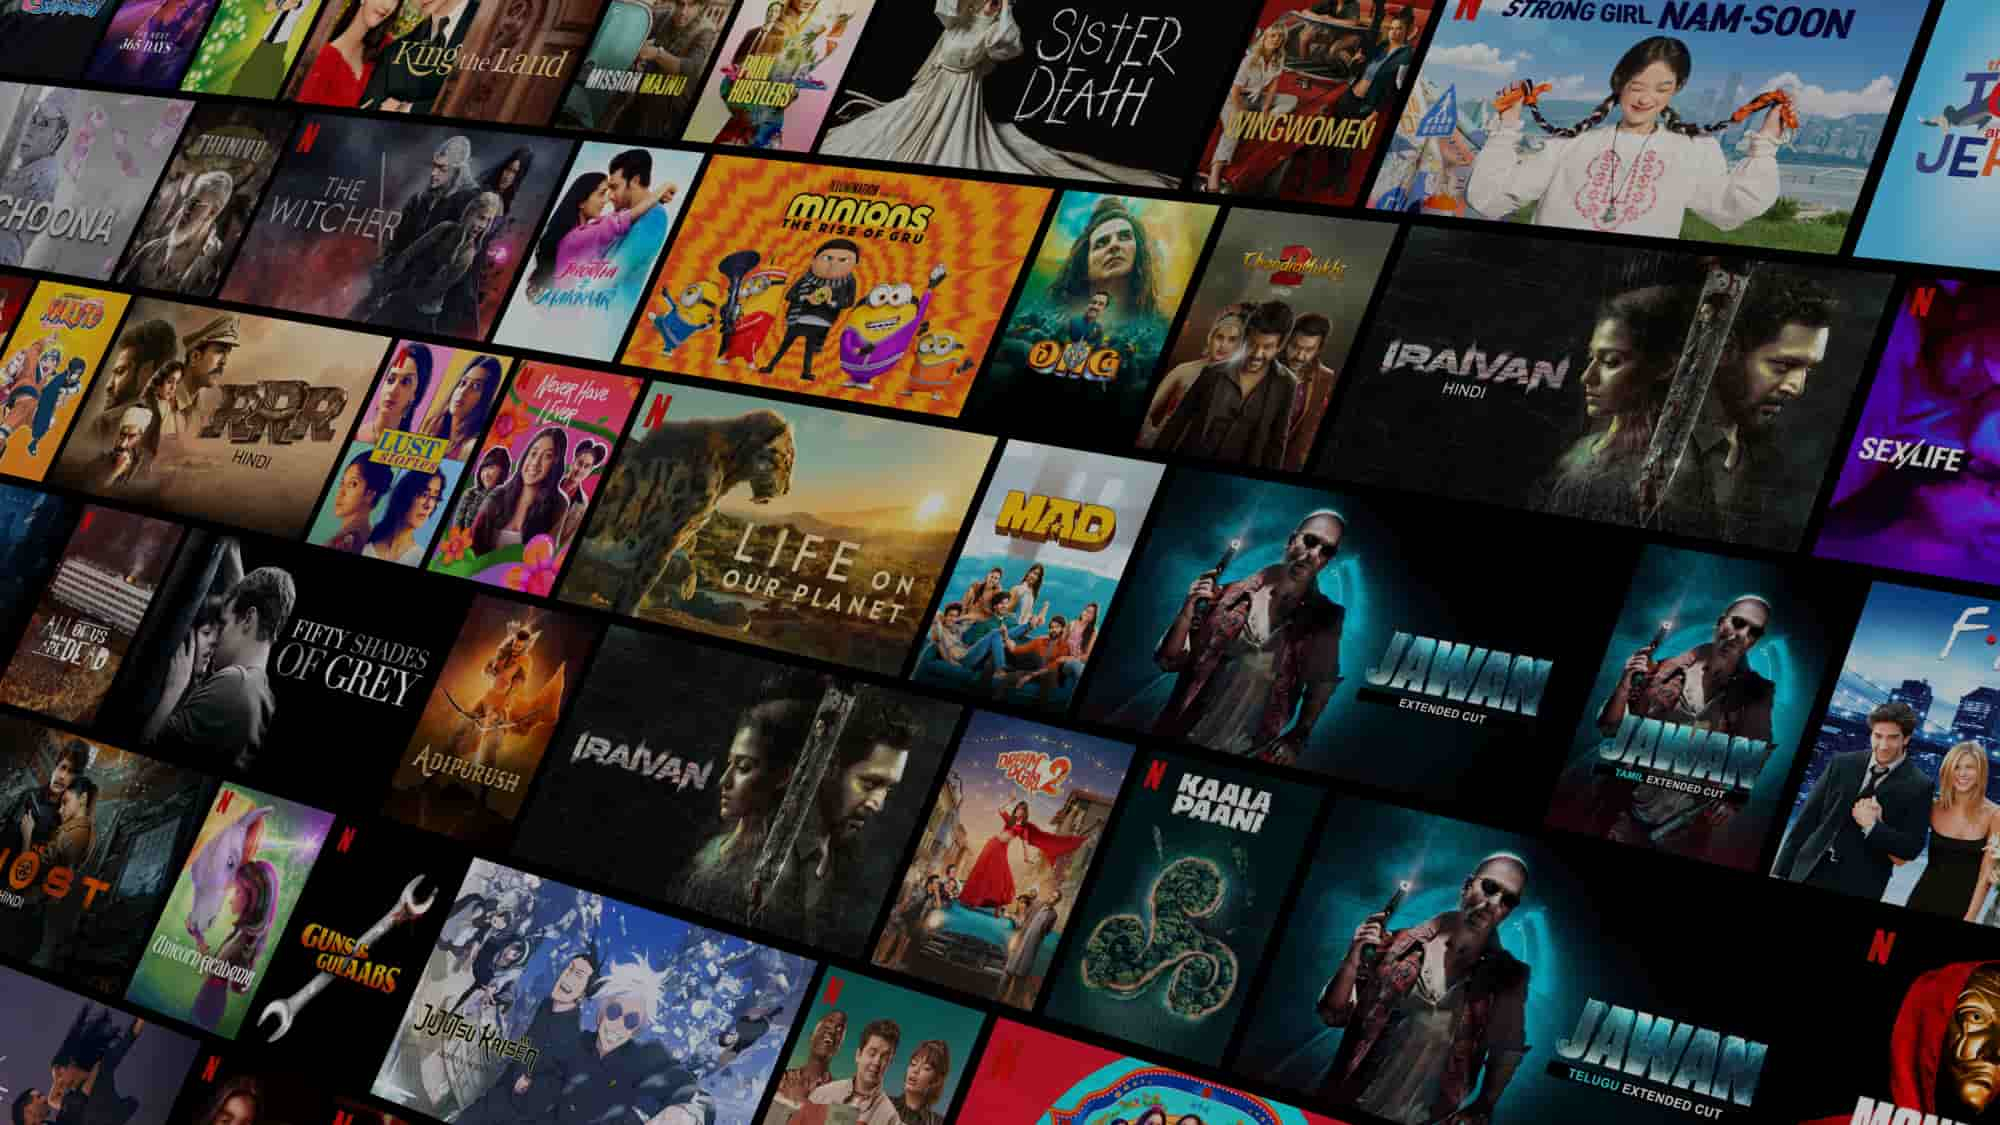 THE NEXT
365 DAYS
King the Land
MISSION MAJNU
PAIN
HUSTLERS
SISTER
DEATH
WINGWOMEN
STRONG GIRL NAM-SOON
CHOONA
THUNIVU
THE
WITCHER
ILLUMINATION
MINIONS
THE RISE OF GRU
OMG
2
Chandramukhi
IRAIVAN
HINDI
SEX/LIFE
NARUTO
RRR
HINDI
LUST
stories
Never Have
I Ever
LIFE ON
OUR PLANET
MAD
JAWAN
EXTENDED CUT
JAWAN
TAMIL EXTENDED CUT
ALL OF US
ARE DEAD
FIFTY SHADES
OF GREY
ADIPURUSH
IRAIVAN
DREAM
GIRL 2
KAALA
PAANI
HINDI
Unicorn Academy
GUNS &
GULAABS
JUJUTSU KAISEN
JAWAN
TELUGU EXTENDED CUT